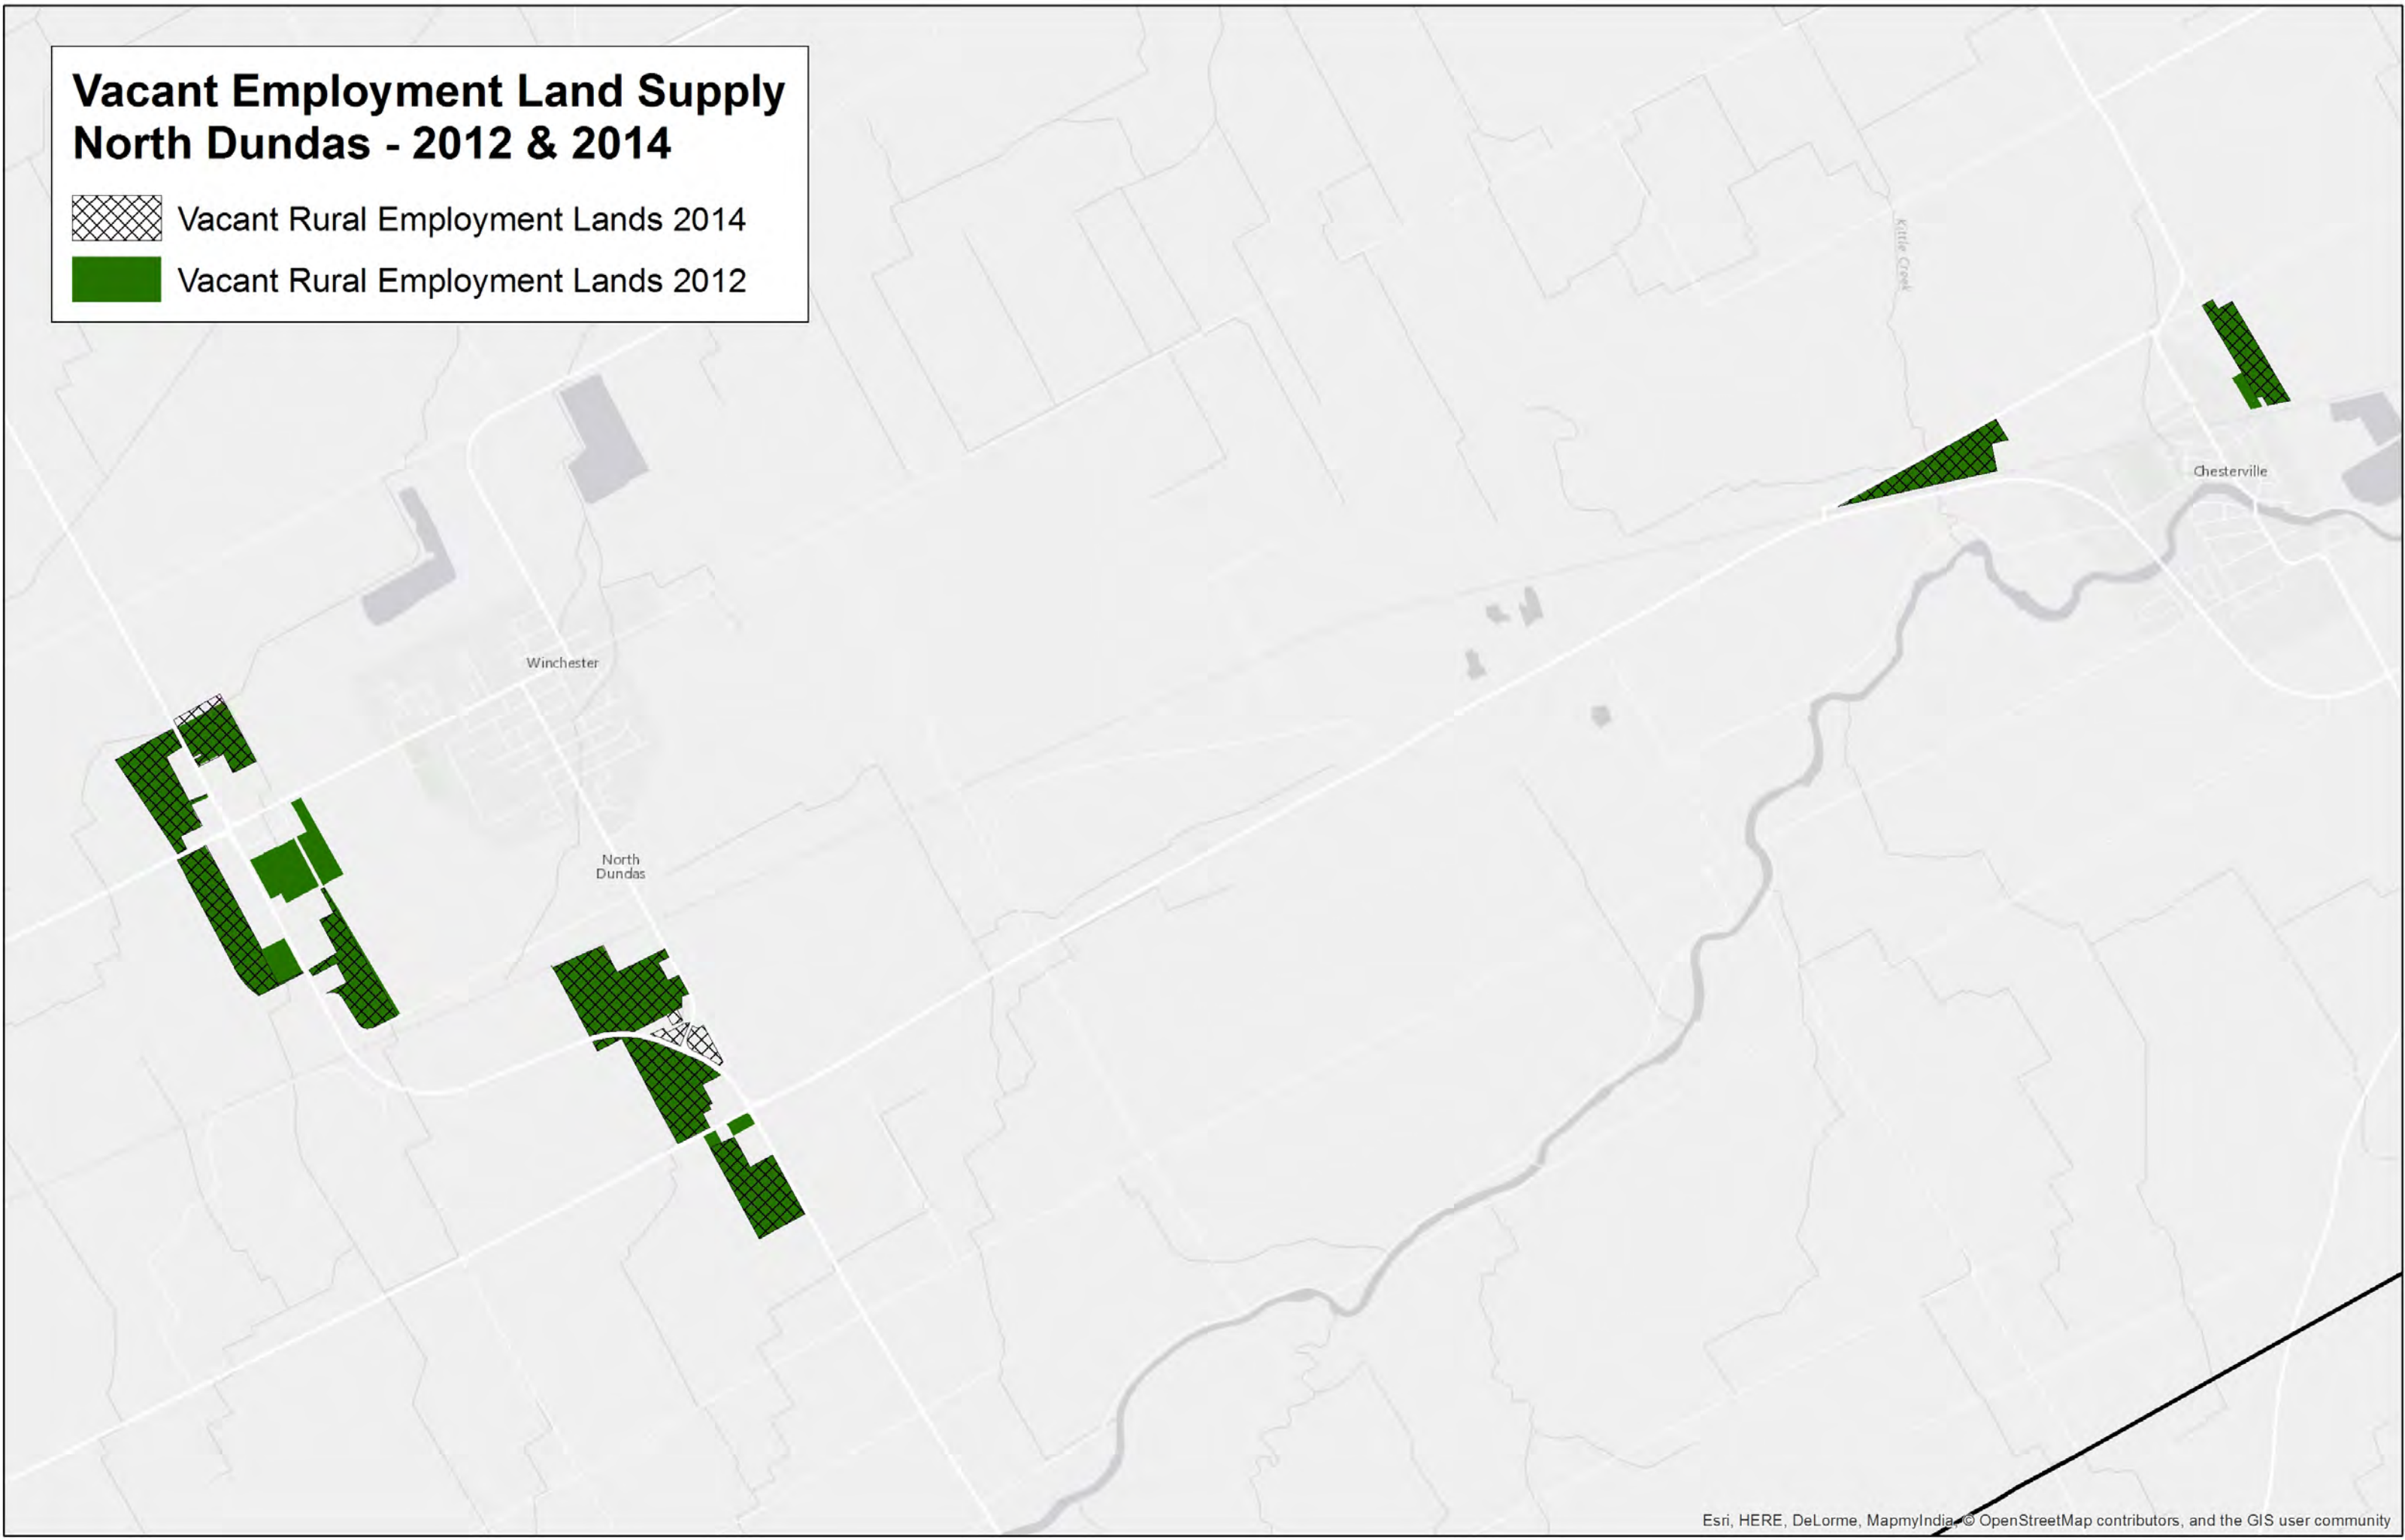 Vacant Employment Land Supply
North Dundas - 2012 & 2014
Vacant Rural Employment Lands 2014
Vacant Rural Employment Lands 2012
Kittle Creek
Chesterville
Winchester
North
Dundas
Esri, HERE, DeLorme, MapmyIndia, © OpenStreetMap contributors, and the GIS user community